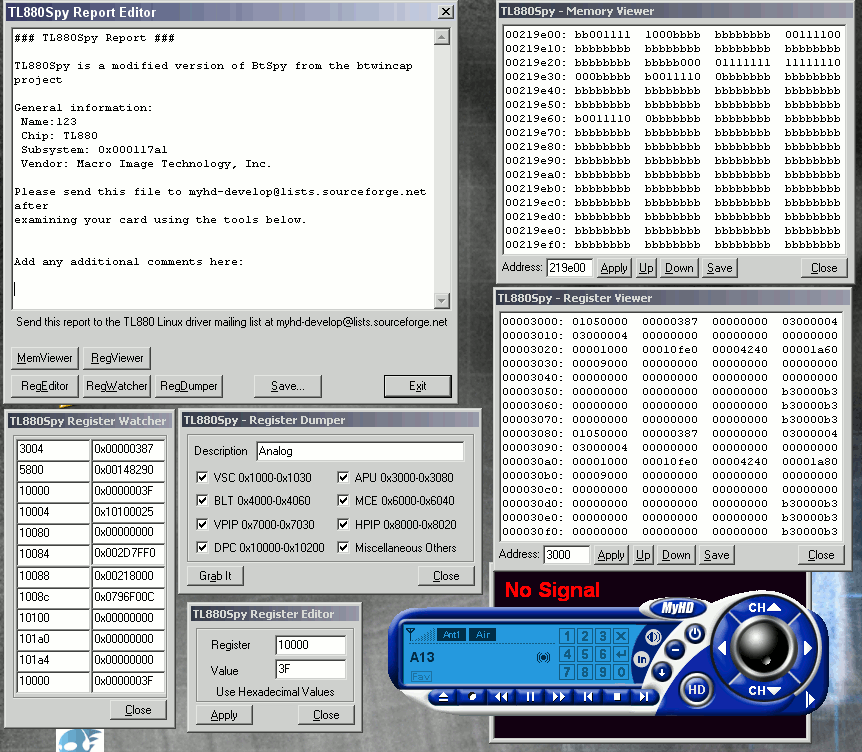 TL880Spy Report Editor
### TL880Spy Report ###
TL880Spy is a modified version of BtSpy from the btwincap
project
General information:
Name:123
Chip: TL880
Subsystem: 0x000117a1
Vendor: Macro Image Technology, Inc.
Please send this file to myhd-develop@lists.sourceforge.net
after
examining your card using the tools below.
Add any additional comments here:
Send this report to the TL880 Linux driver mailing list at myhd-develop@lists.sourceforge.net
MemViewer RegViewer
RegEditor RegWatcher RegDumper Save... Exit
TL880Spy - Memory Viewer
00219e00: bb001111 1000bbbb bbbbbbbb 00111100
00219e10: bbbbbbbb bbbbbbbb bbbbbbbb bbbbbbbb
00219e20: bbbbbbbb bbbbb000 01111111 11111110
00219e30: 000bbbbb b0011110 0bbbbbbb bbbbbbbb
00219e40: bbbbbbbb bbbbbbbb bbbbbbbb bbbbbbbb
00219e50: bbbbbbbb bbbbbbbb bbbbbbbb bbbbbbbb
00219e60: b0011110 0bbbbbbb bbbbbbbb bbbbbbbb
00219e70: bbbbbbbb bbbbbbbb bbbbbbbb bbbbbbbb
00219e80: bbbbbbbb bbbbbbbb bbbbbbbb bbbbbbbb
00219e90: bbbbbbbb bbbbbbbb bbbbbbbb bbbbbbbb
00219ea0: bbbbbbbb bbbbbbbb bbbbbbbb bbbbbbbb
00219eb0: bbbbbbbb bbbbbbbb bbbbbbbb bbbbbbbb
00219ec0: bbbbbbbb bbbbbbbb bbbbbbbb bbbbbbbb
00219ed0: bbbbbbbb bbbbbbbb bbbbbbbb bbbbbbbb
00219ee0: bbbbbbbb bbbbbbbb bbbbbbbb bbbbbbbb
00219ef0: bbbbbbbb bbbbbbbb bbbbbbbb bbbbbbbb
Address: 219e00 Apply Up Down Save Close
TL880Spy - Register Viewer
00003000: 01050000 00000387 00000000 03000004
00003010: 03000004 00000000 00000000 00000000
00003020: 00001000 00010fe0 00004240 00001a60
00003030: 00009000 00000000 00000000 00000000
00003040: 00000000 00000000 00000000 00000000
00003050: 00000000 00000000 00000000 b30000b3
00003060: 00000000 00000000 00000000 b30000b3
00003070: 00000000 00000000 00000000 00000000
00003080: 01050000 00000387 00000000 03000004
00003090: 03000004 00000000 00000000 00000000
000030a0: 00001000 00010fe0 00004240 00001a80
000030b0: 00009000 00000000 00000000 00000000
000030c0: 00000000 00000000 00000000 00000000
000030d0: 00000000 00000000 00000000 b30000b3
000030e0: 00000000 00000000 00000000 b30000b3
000030f0: 00000000 00000000 00000000 00000000
Address: 3000 Apply Up Down Save Close
TL880Spy Register Watcher
3004 0x00000387
5800 0x00148290
10000 0x0000003F
10004 0x10100025
10080 0x00000000
10084 0x002D7FF0
10088 0x00218000
1008c 0x0796F00C
10100 0x00000000
101a0 0x00000000
101a4 0x00000000
10000 0x0000003F
Close
TL880Spy - Register Dumper
Description Analog
VSC 0x1000-0x1030 APU 0x3000-0x3080
BLT 0x4000-0x4060 MCE 0x6000-0x6040
VPIP 0x7000-0x7030 HPIP 0x8000-0x8020
DPC 0x10000-0x10200 Miscellaneous Others
Grab It Close
TL880Spy Register Editor
Register 10000
Value 3F
Use Hexadecimal Values
Apply Close
No Signal
MyHD
Ant1 Air
A13
Fav
1 2 3 X
4 5 6
7 8 9 0
In
HD
CH
CH